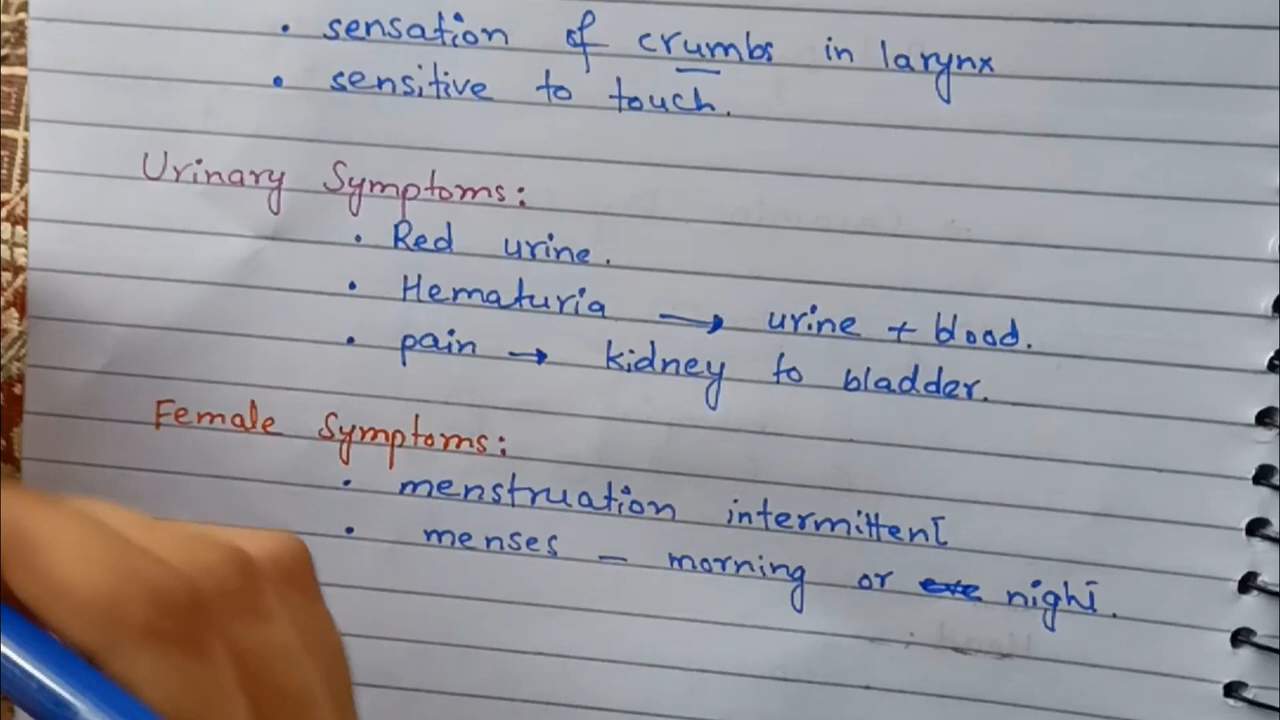 • sensation of crumbs in larynx
• sensitive to touch.
Urinary Symptoms:
• Red urine.
• Hematuria → urine + blood.
• pain → kidney to bladder.
Female Symptoms:
• menstruation intermittent
• menses – morning or night.